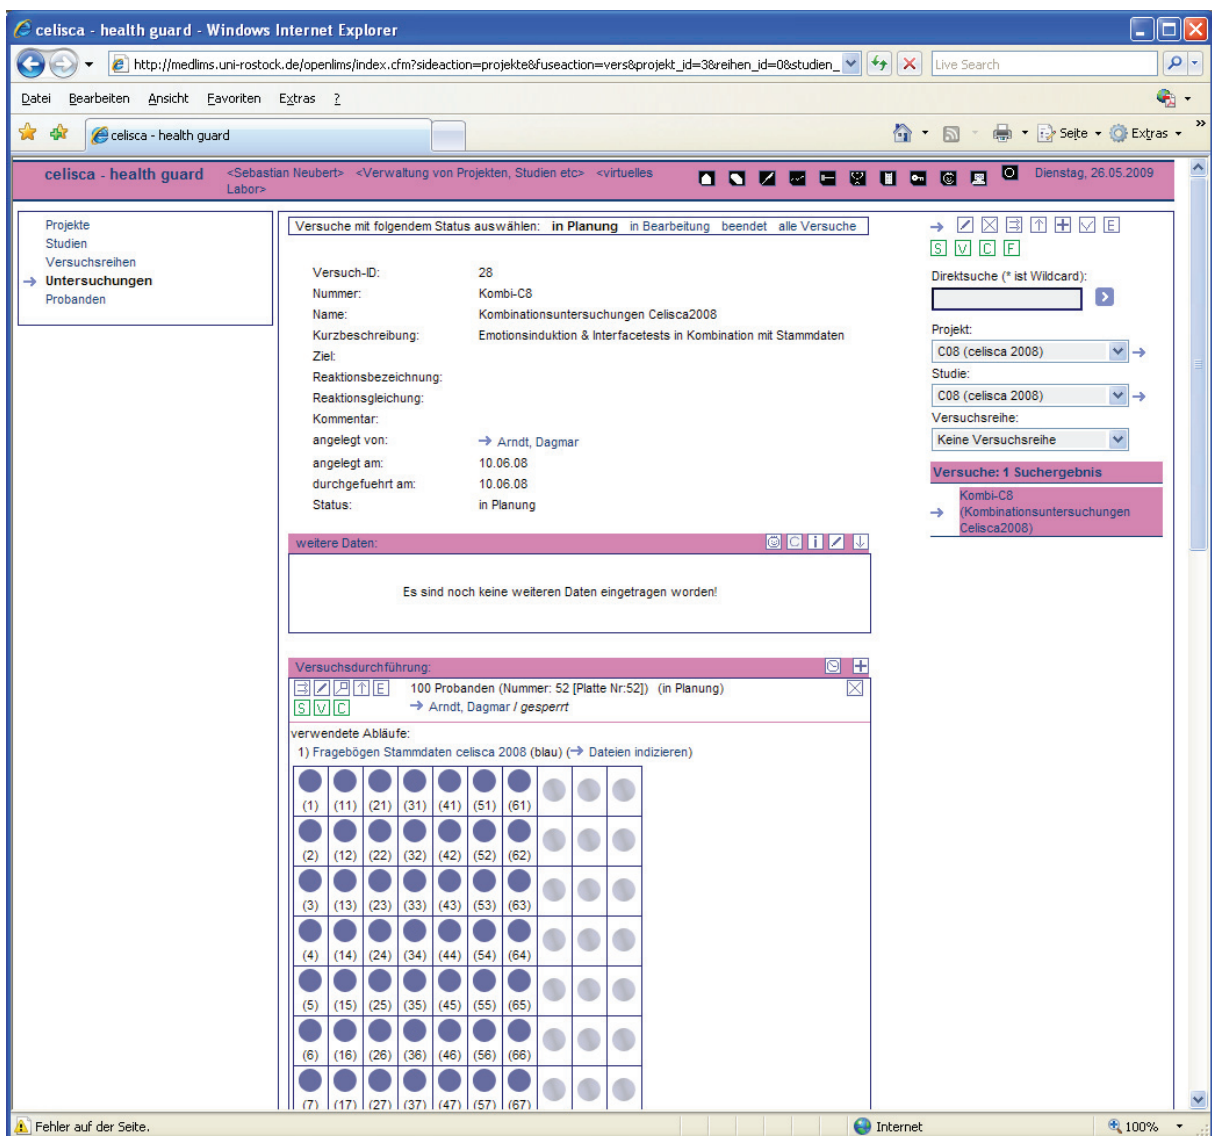 celisca - health guard - Windows Internet Explorer
http://medlims.uni-rostock.de/openlims/index.cfm?sideaction=projekte&fuseaction=vers&projekt_id=3&reihen_id=0&studien_
Live Search
Datei Bearbeiten Ansicht Favoriten Extras ?
celisca - health guard
Seite Extras »
celisca - health guard <Sebastian Neubert> <Verwaltung von Projekten, Studien etc> <virtuelles Labor> Dienstag, 26.05.2009
Projekte
Studien
Versuchsreihen
→ Untersuchungen
Probanden
Versuche mit folgendem Status auswählen: in Planung in Bearbeitung beendet alle Versuche
Versuch-ID: 28
Nummer: Kombi-C8
Name: Kombinationsuntersuchungen Celisca2008
Kurzbeschreibung: Emotionsinduktion & Interfacetests in Kombination mit Stammdaten
Ziel:
Reaktionsbezeichnung:
Reaktionsgleichung:
Kommentar:
angelegt von: → Arndt, Dagmar
angelegt am: 10.06.08
durchgefuehrt am: 10.06.08
Status: in Planung
weitere Daten: C i
Es sind noch keine weiteren Daten eingetragen worden!
Versuchsdurchführung:
E 100 Probanden (Nummer: 52 [Platte Nr:52]) (in Planung)
S V C → Arndt, Dagmar / gesperrt
verwendete Abläufe:
1) Fragebögen Stammdaten celisca 2008 (blau) (→ Dateien indizieren)
(1) (11) (21) (31) (41) (51) (61)
(2) (12) (22) (32) (42) (52) (62)
(3) (13) (23) (33) (43) (53) (63)
(4) (14) (24) (34) (44) (54) (64)
(5) (15) (25) (35) (45) (55) (65)
(6) (16) (26) (36) (46) (56) (66)
(7) (17) (27) (37) (47) (57) (67)
E
S V C F
Direktsuche (* ist Wildcard):
Projekt:
C08 (celisca 2008)
Studie:
C08 (celisca 2008)
Versuchsreihe:
Keine Versuchsreihe
Versuche: 1 Suchergebnis
Kombi-C8
→ (Kombinationsuntersuchungen
Celisca2008)
Fehler auf der Seite.
Internet
100%